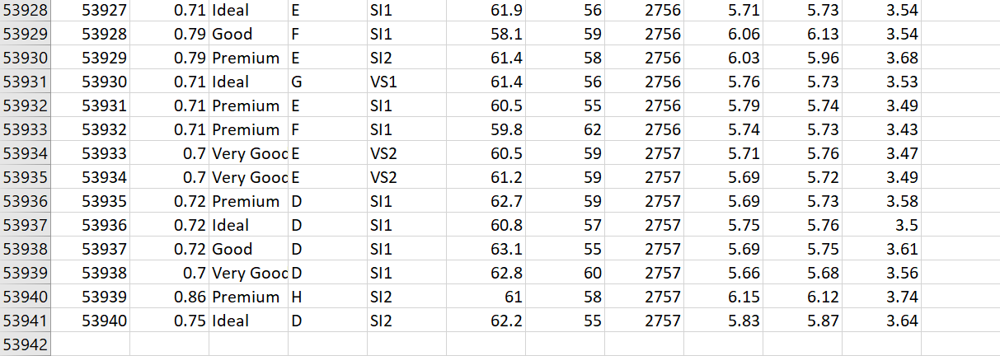 53928 53927 0.71 Ideal E SI1 61.9 56 2756 5.71 5.73 3.54
53929 53928 0.79 Good F SI1 58.1 59 2756 6.06 6.13 3.54
53930 53929 0.79 Premium E SI2 61.4 58 2756 6.03 5.96 3.68
53931 53930 0.71 Ideal G VS1 61.4 56 2756 5.76 5.73 3.53
53932 53931 0.71 Premium E SI1 60.5 55 2756 5.79 5.74 3.49
53933 53932 0.71 Premium F SI1 59.8 62 2756 5.74 5.73 3.43
53934 53933 0.7 Very Good E VS2 60.5 59 2757 5.71 5.76 3.47
53935 53934 0.7 Very Good E VS2 61.2 59 2757 5.69 5.72 3.49
53936 53935 0.72 Premium D SI1 62.7 59 2757 5.69 5.73 3.58
53937 53936 0.72 Ideal D SI1 60.8 57 2757 5.75 5.76 3.5
53938 53937 0.72 Good D SI1 63.1 55 2757 5.69 5.75 3.61
53939 53938 0.7 Very Good D SI1 62.8 60 2757 5.66 5.68 3.56
53940 53939 0.86 Premium H SI2 61 58 2757 6.15 6.12 3.74
53941 53940 0.75 Ideal D SI2 62.2 55 2757 5.83 5.87 3.64
53942